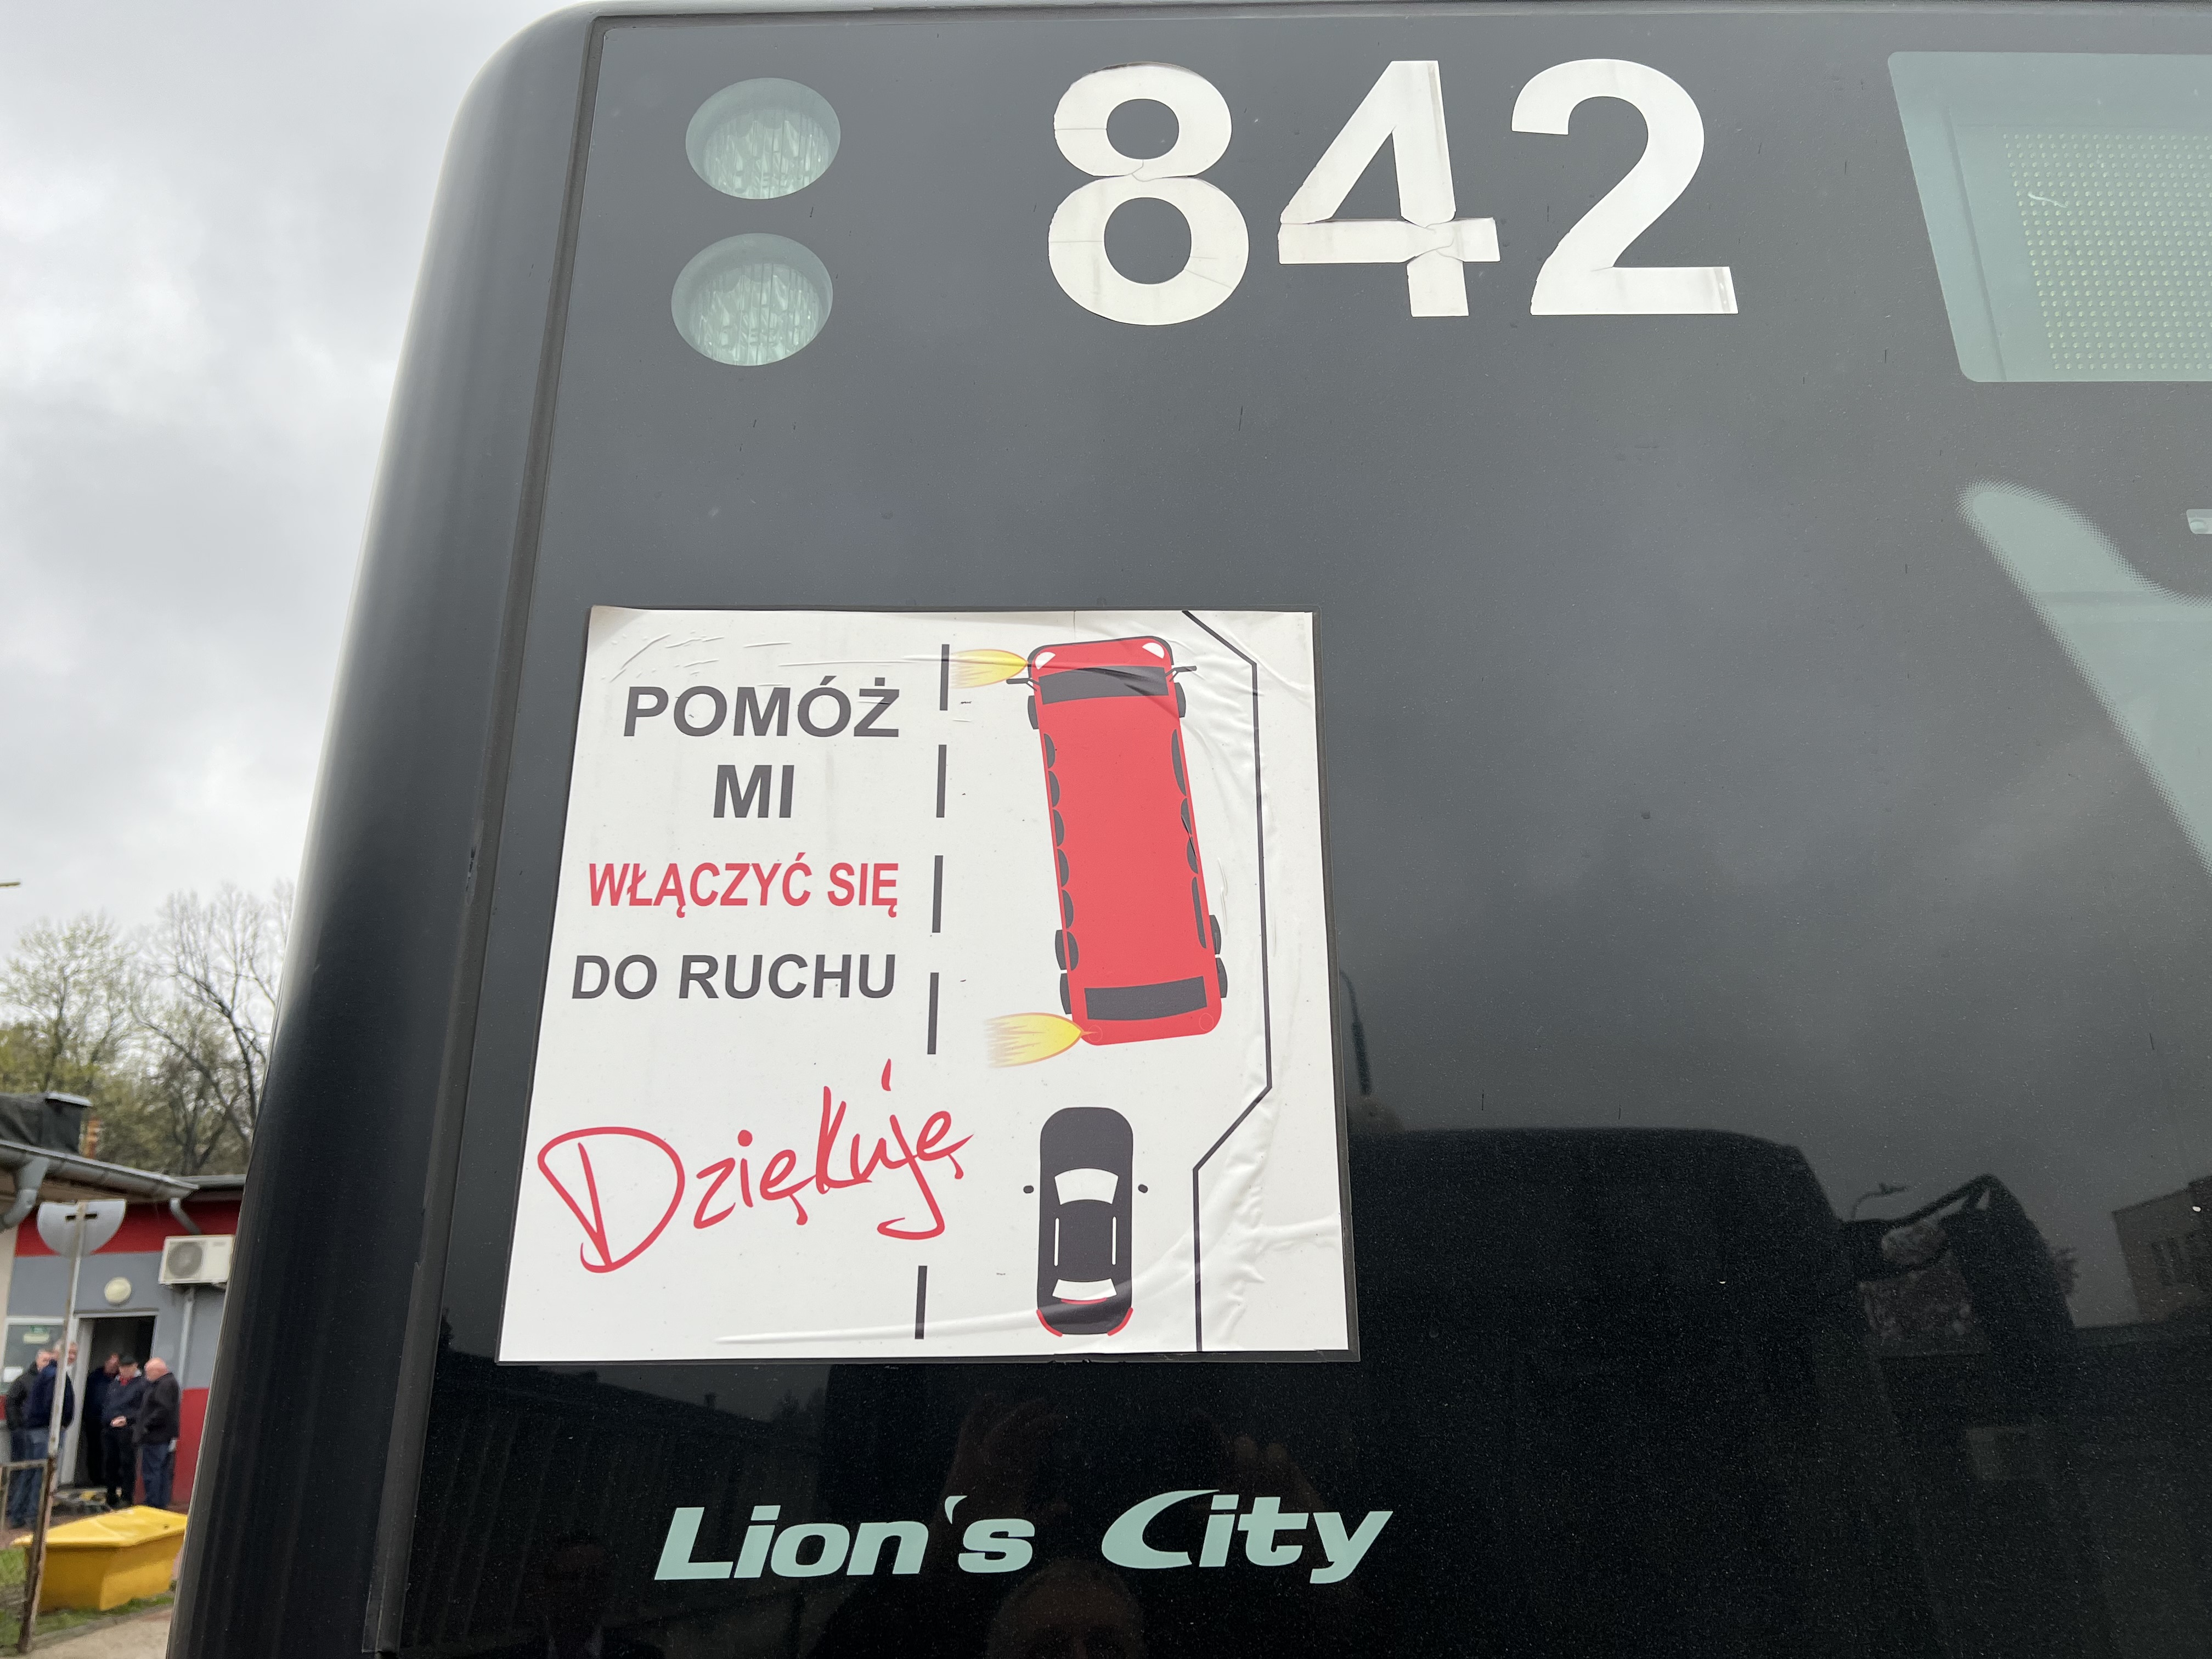 842
POMÓŻ
MI
WŁĄCZYĆ SIĘ
DO RUCHU
Dziękuję
Lion's City